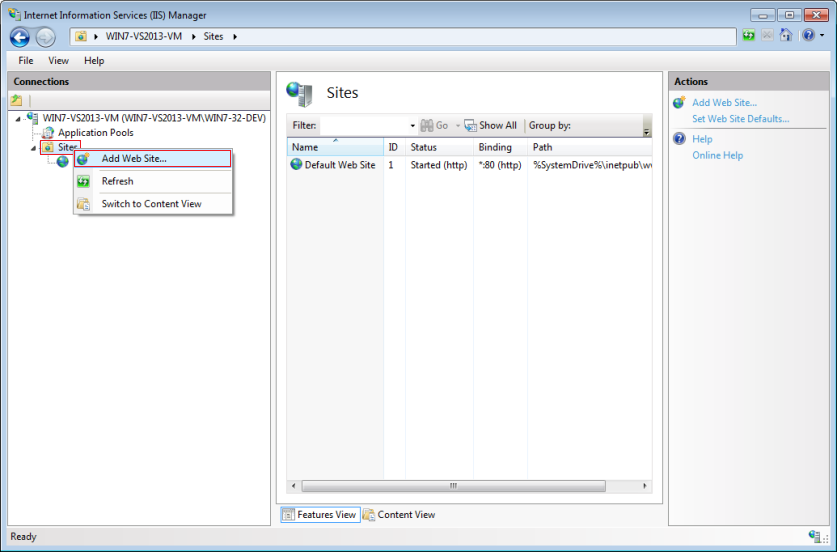 Internet Information Services (IIS) Manager
WIN7-VS2013-VM Sites
File View Help
Connections
WIN7-VS2013-VM (WIN7-VS2013-VM\WIN7-32-DEV)
Application Pools
Sites
Add Web Site...
Refresh
Switch to Content View
Sites
Filter: Go Show All Group by:
Name ID Status Binding Path
Default Web Site 1 Started (http) *:80 (http) %SystemDrive%\inetpub\w
Features View Content View
Actions
Add Web Site...
Set Web Site Defaults...
Help
Online Help
Ready